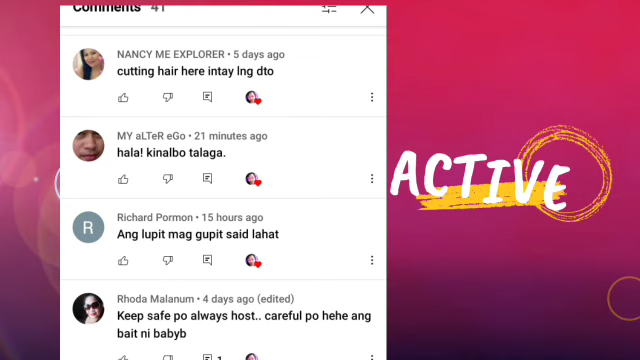 Comments 41
NANCY ME EXPLORER • 5 days ago
cutting hair here intay lng dto
MY aLTeR eGo • 21 minutes ago
hala! kinalbo talaga.
ACTIVE
R
Richard Pormon • 15 hours ago
Ang lupit mag gupit said lahat
Rhoda Malanum • 4 days ago (edited)
Keep safe po always host.. careful po hehe ang
bait ni babyb
1